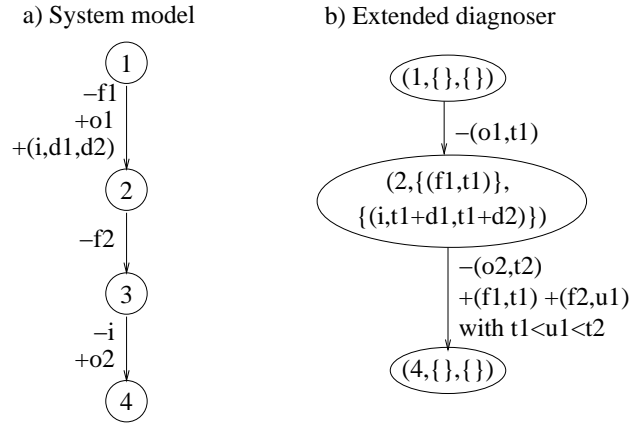 a) System model
1
−f1
+o1
+(i,d1,d2)
2
−f2
3
−i
+o2
4
b) Extended diagnoser
(1,{},{})
−(o1,t1)
(2,{(f1,t1)},
{(i,t1+d1,t1+d2)})
−(o2,t2)
+(f1,t1) +(f2,u1)
with t1<u1<t2
(4,{},{})